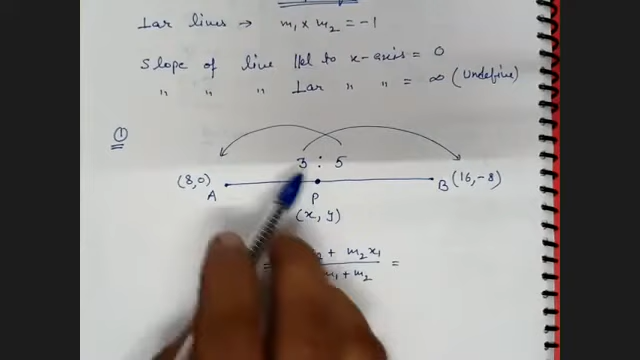 ⊥ar lines → m₁ × m₂ = -1
Slope of line ||el to x-axis = 0
" " " ⊥ar " " = ∞ (Undefine)
①
3 : 5
(8,0) A P B (16,-8)
(x, y)
= x₂ + m₂x₁ =
m₁ + m₂